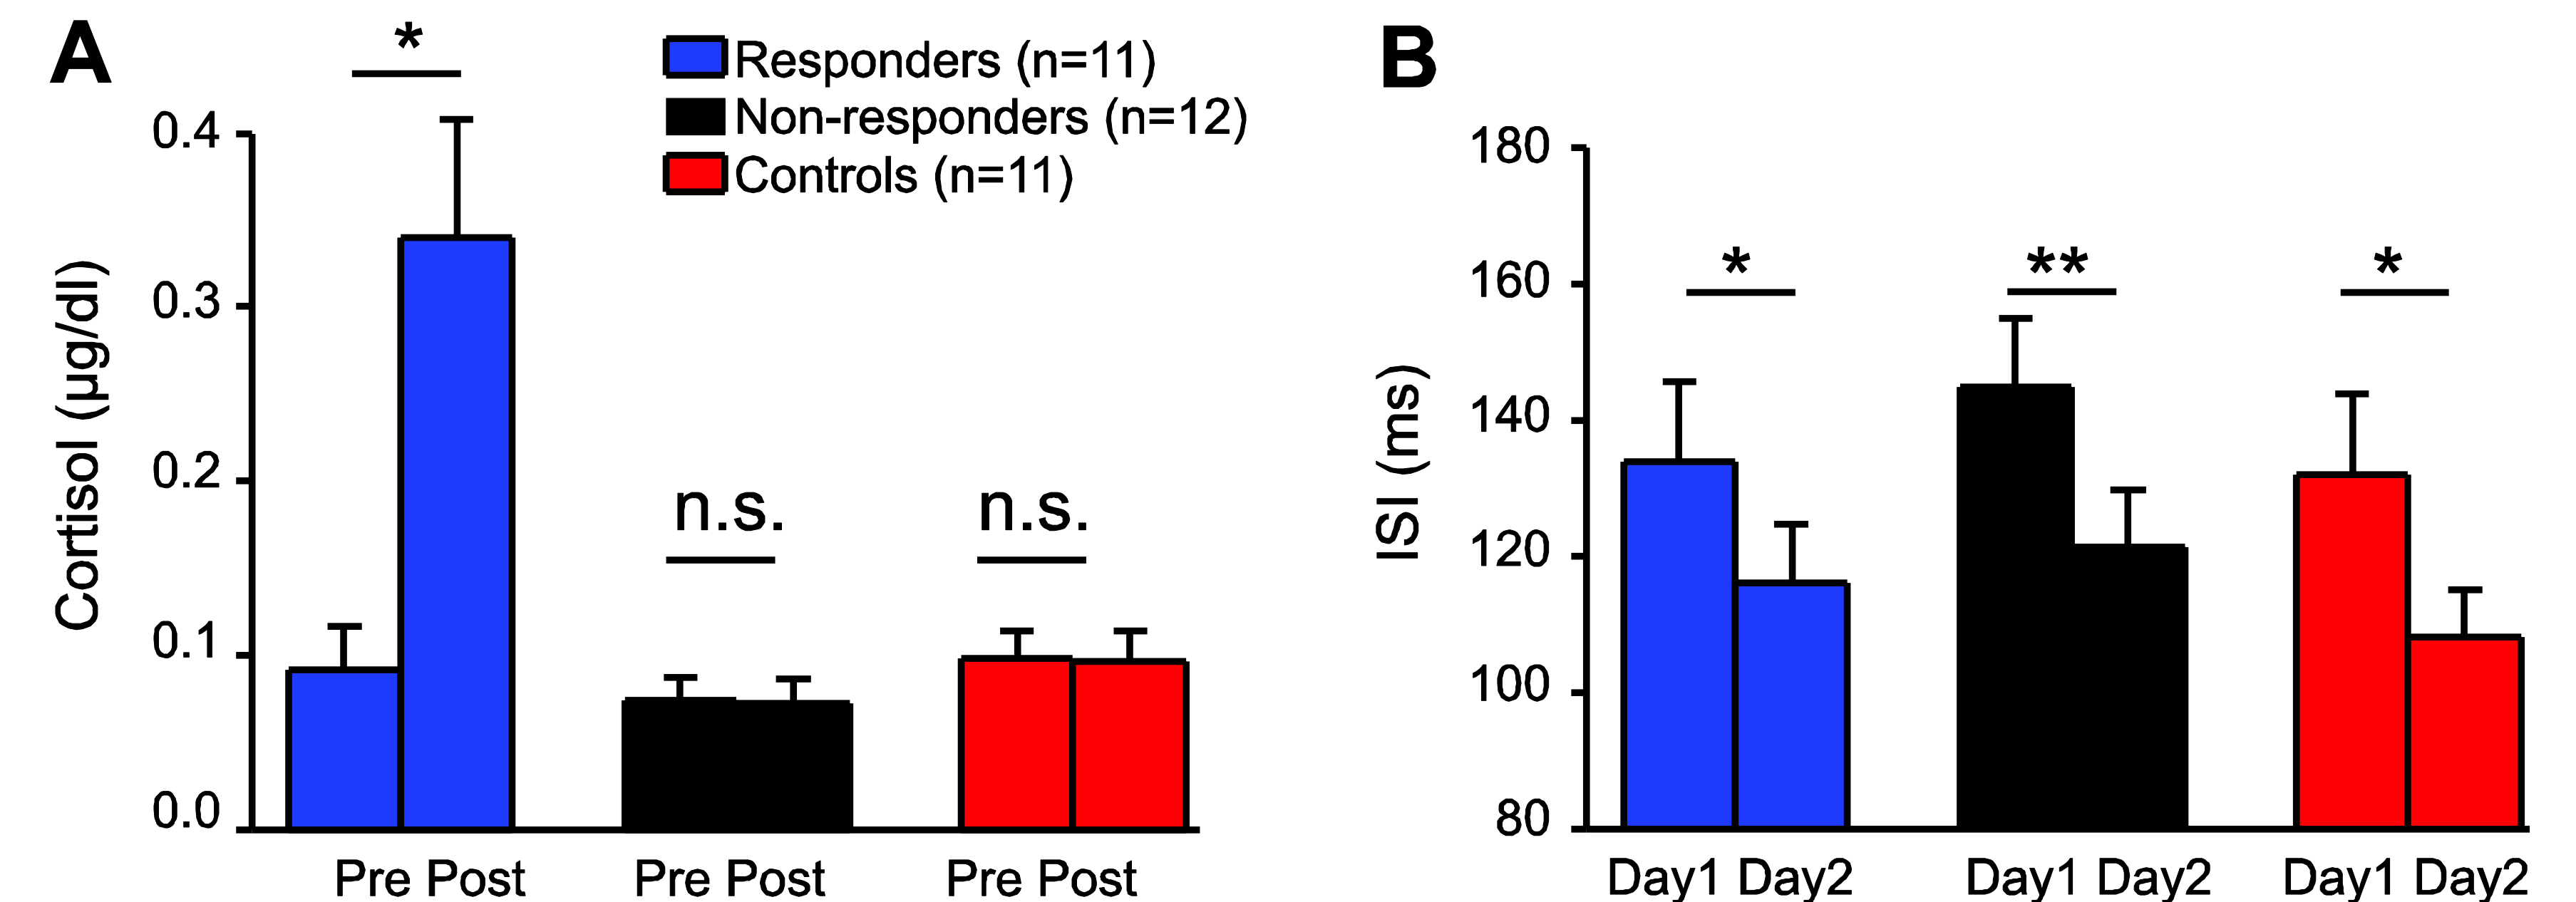 A
*
Responders (n=11)
Non-responders (n=12)
Controls (n=11)
0.4
0.3
0.2
0.1
0.0
Cortisol (µg/dl)
n.s.
n.s.
Pre Post
Pre Post
Pre Post
B
180
160
140
120
100
80
ISI (ms)
*
**
*
Day1 Day2
Day1 Day2
Day1 Day2